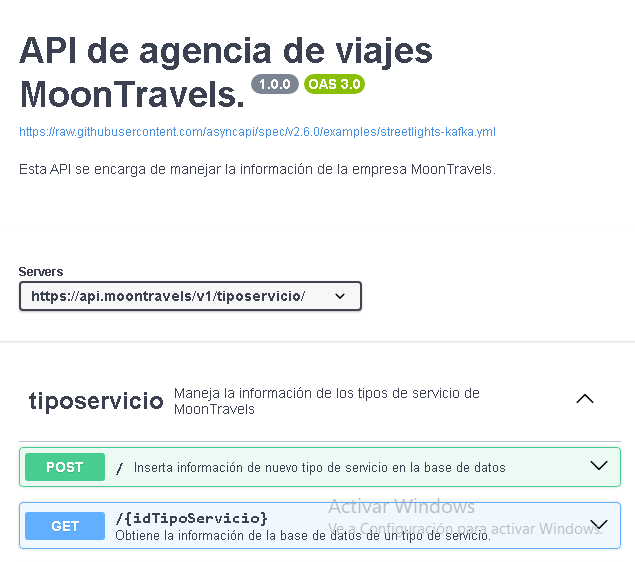 API de agencia de viajes
MoonTravels. 1.0.0 OAS 3.0
https://raw.githubusercontent.com/asyncapi/spec/v2.6.0/examples/streetlights-kafka.yml
Esta API se encarga de manejar la información de la empresa MoonTravels.
Servers
https://api.moontravels/v1/tiposervicio/
tiposervicio Maneja la información de los tipos de servicio de
MoonTravels
POST / Inserta información de nuevo tipo de servicio en la base de datos
GET /{idTipoServicio}
Obtiene la información de la base de datos de un tipo de servicio.
Activar Windows
Ve a Configuración para activar Windows.